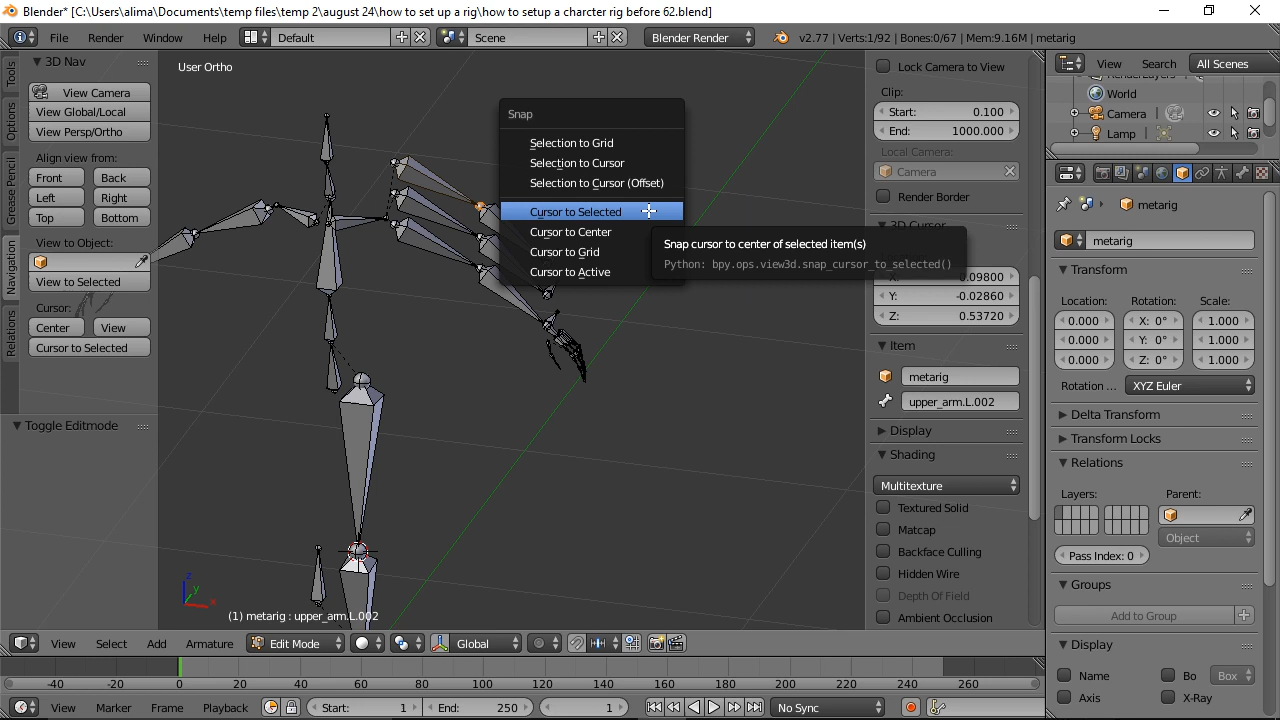 Blender* [C:\Users\alima\Documents\temp files\temp 2\august 24\how to set up a rig\how to setup a charcter rig before 62.blend]
File Render Window Help Default Scene Blender Render v2.77 | Verts:1/92 | Bones:0/67 | Mem:9.16M | metarig
Tools
Options
Grease Pencil
Navigation
Relations
3D Nav
View Camera
View Global/Local
View Persp/Ortho
Align view from:
Front Back
Left Right
Top Bottom
View to Object:
View to Selected
Cursor:
Center View
Cursor to Selected
Toggle Editmode
User Ortho
Snap
Selection to Grid
Selection to Cursor
Selection to Cursor (Offset)
Cursor to Selected
Cursor to Center
Cursor to Grid
Cursor to Active
Snap cursor to center of selected item(s)
Python: bpy.ops.view3d.snap_cursor_to_selected()
z
y
x
(1) metarig : upper_arm.L.002
Lock Camera to View
Clip:
Start: 0.100
End: 1000.000
Local Camera:
Camera
Render Border
3D Cursor
X: 0.09800
Y: -0.02860
Z: 0.53720
Item
metarig
upper_arm.L.002
Display
Shading
Multitexture
Textured Solid
Matcap
Backface Culling
Hidden Wire
Depth Of Field
Ambient Occlusion
View Search All Scenes
RenderLayers
World
Camera
Lamp
metarig
metarig
Transform
Location: Rotation: Scale:
0.000 X: 0° 1.000
0.000 Y: 0° 1.000
0.000 Z: 0° 1.000
Rotation ... XYZ Euler
Delta Transform
Transform Locks
Relations
Layers: Parent:
Object
Pass Index: 0
Groups
Add to Group
Display
Name Bo Box
Axis X-Ray
View Select Add Armature Edit Mode Global
-40 -20 0 20 40 60 80 100 120 140 160 180 200 220 240 260
View Marker Frame Playback Start: 1 End: 250 1 No Sync